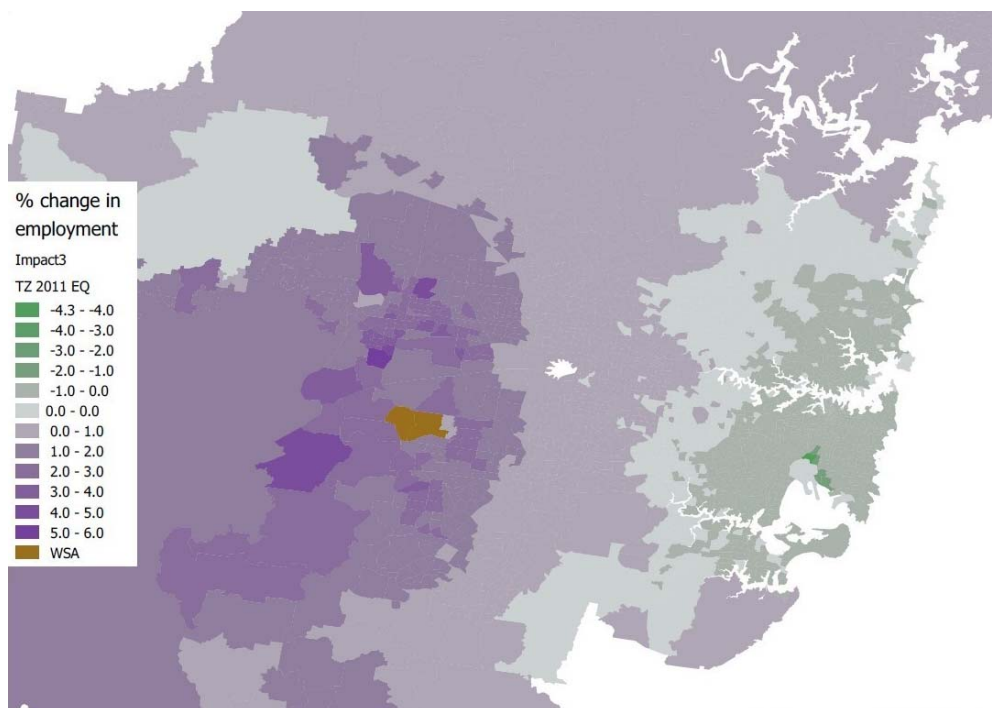 % change in
employment
Impact3
TZ 2011 EQ
-4.3 - -4.0
-4.0 - -3.0
-3.0 - -2.0
-2.0 - -1.0
-1.0 - 0.0
0.0 - 0.0
0.0 - 1.0
1.0 - 2.0
2.0 - 3.0
3.0 - 4.0
4.0 - 5.0
5.0 - 6.0
WSA